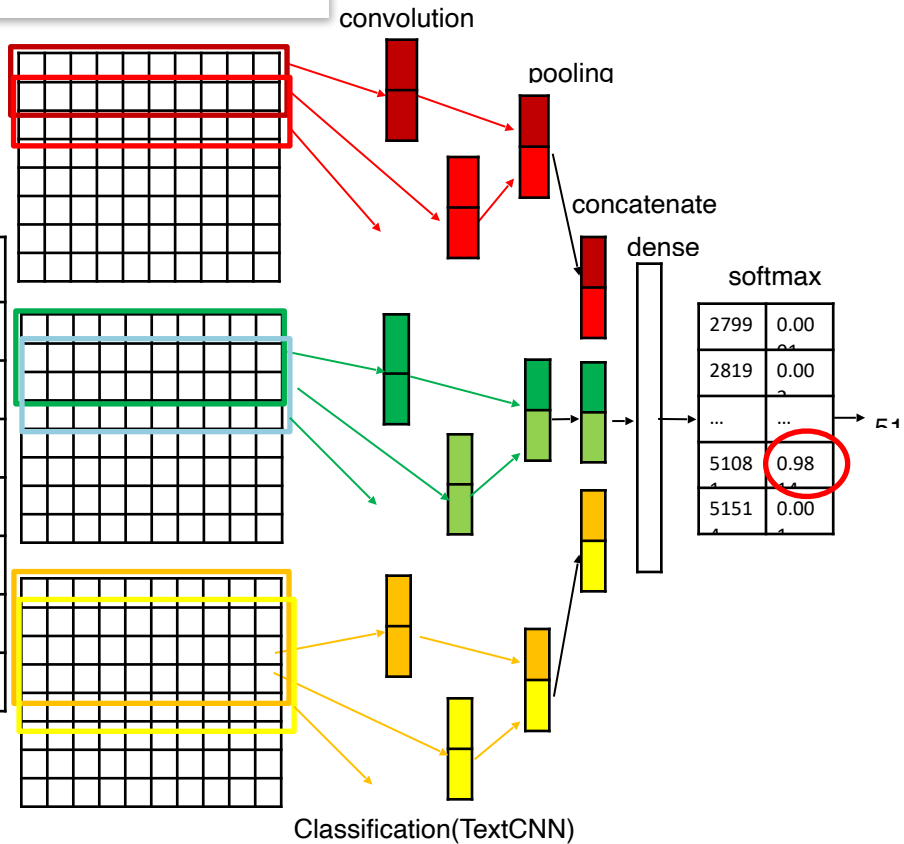 convolution
pooling
concatenate
dense
softmax
2799 0.00
2819 0.00
... ...
5108 0.98
5151 0.00
51
Classification(TextCNN)